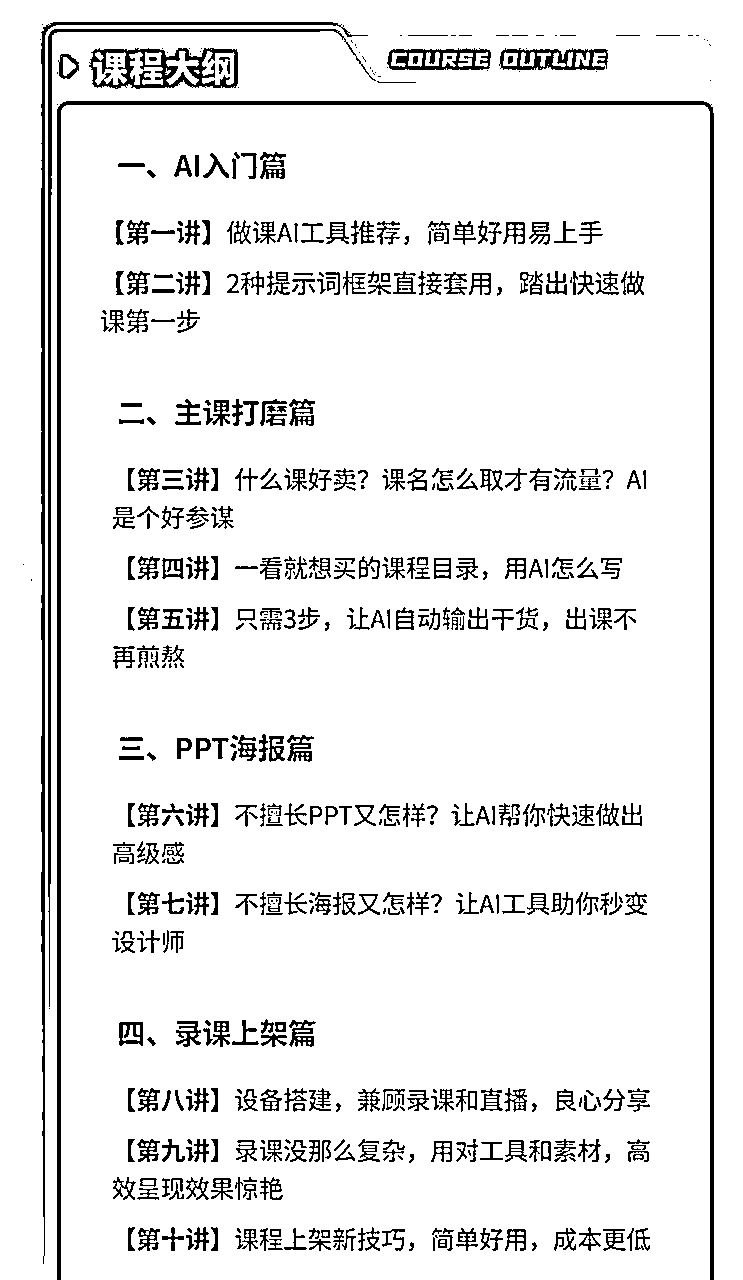 课程大纲 COURSE OUTLINE
一、AI入门篇
【第一讲】做课AI工具推荐，简单好用易上手
【第二讲】2种提示词框架直接套用，踏出快速做
课第一步
二、主课打磨篇
【第三讲】什么课好卖？课名怎么取才有流量？AI
是个好参谋
【第四讲】一看就想买的课程目录，用AI怎么写
【第五讲】只需3步，让AI自动输出干货，出课不
再煎熬
三、PPT海报篇
【第六讲】不擅长PPT又怎样？让AI帮你快速做出
高级感
【第七讲】不擅长海报又怎样？让AI工具助你秒变
设计师
四、录课上架篇
【第八讲】设备搭建，兼顾录课和直播，良心分享
【第九讲】录课没那么复杂，用对工具和素材，高
效呈现效果惊艳
【第十讲】课程上架新技巧，简单好用，成本更低